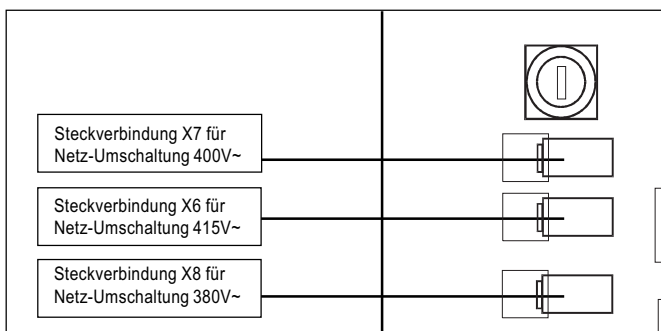 Steckverbindung X7 für
Netz-Umschaltung 400V~
Steckverbindung X6 für
Netz-Umschaltung 415V~
Steckverbindung X8 für
Netz-Umschaltung 380V~